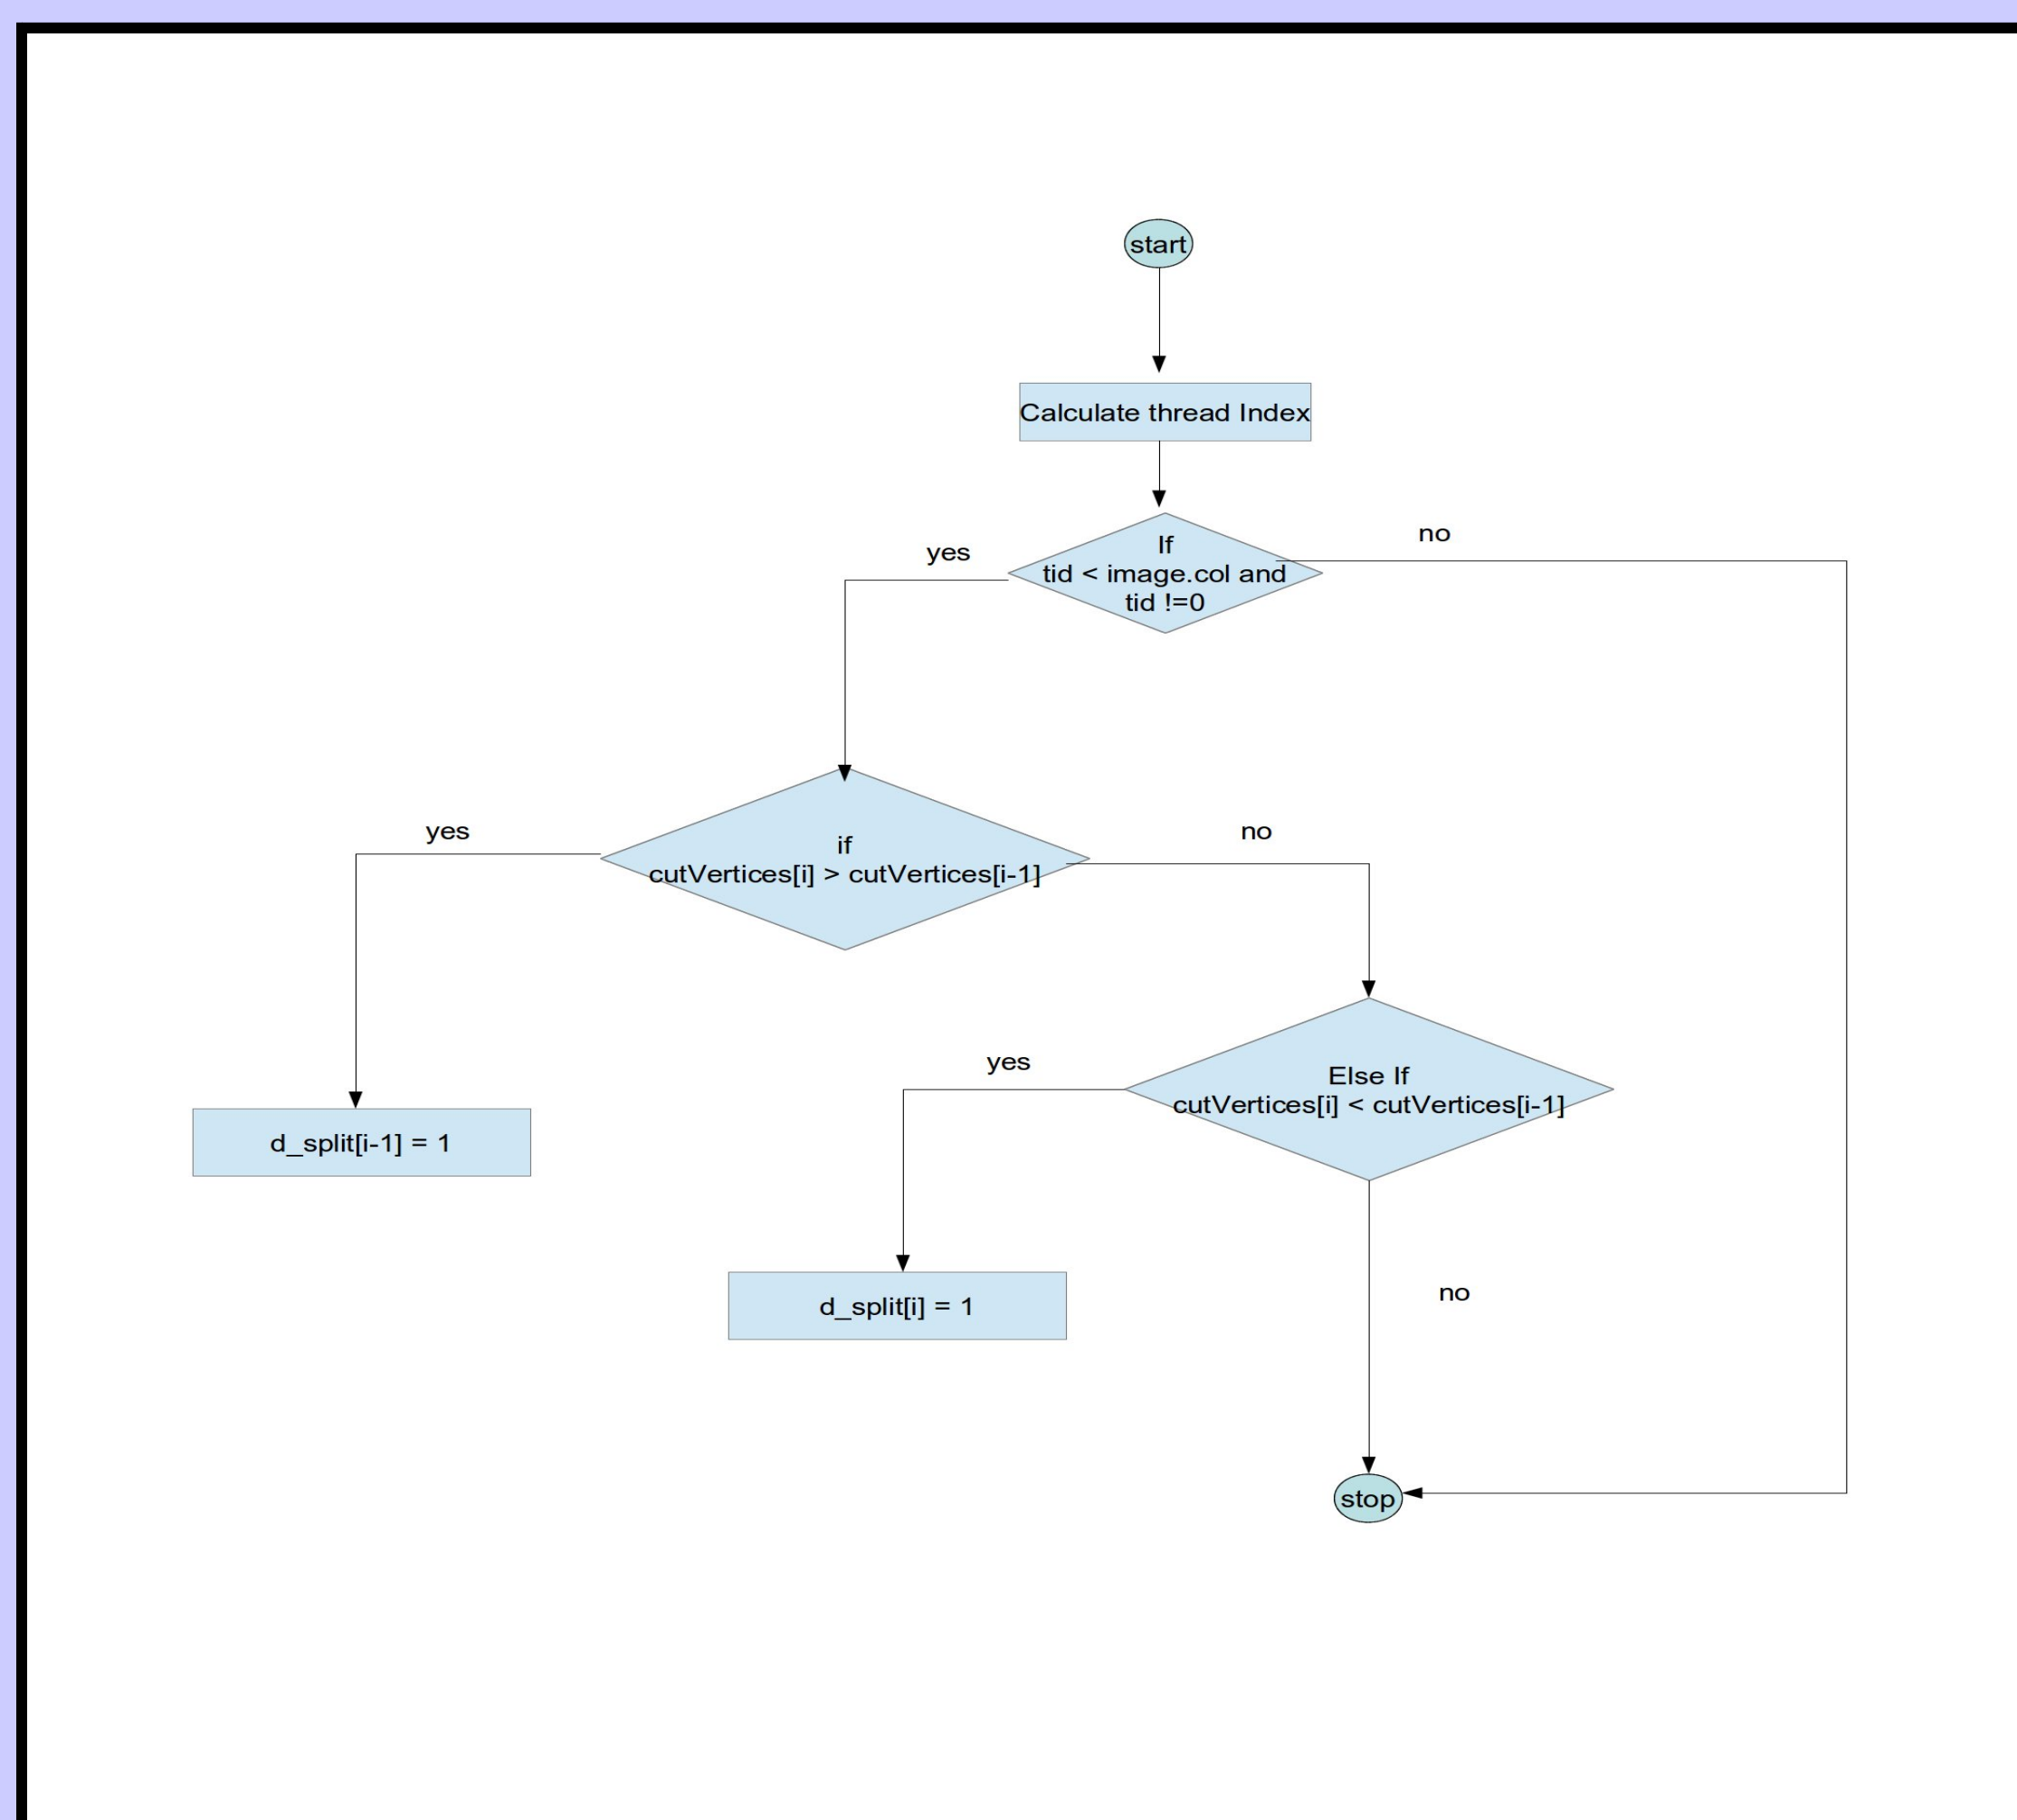 start
Calculate thread Index
If
tid < image.col and
tid !=0
yes
no
if
cutVertices[i] > cutVertices[i-1]
yes
no
Else If
cutVertices[i] < cutVertices[i-1]
yes
d_split[i-1] = 1
d_split[i] = 1
no
stop